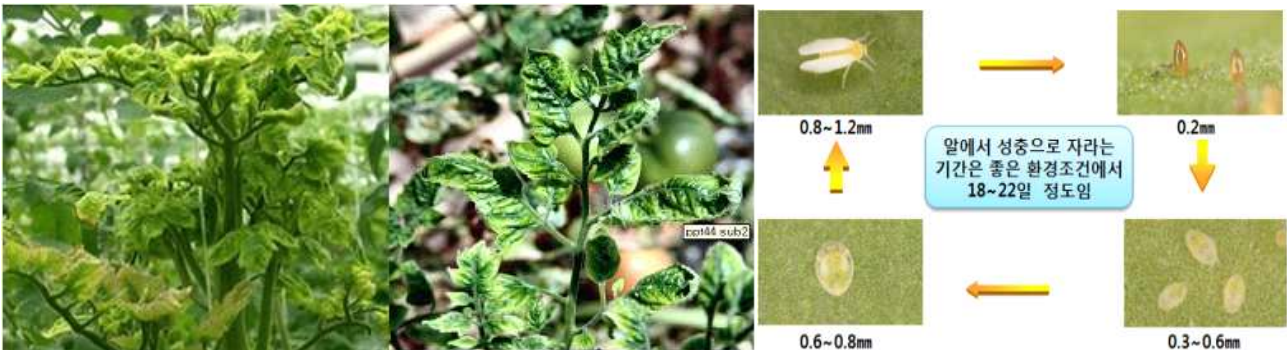 ppt44 sub2
0.8~1.2㎜
0.2㎜
알에서 성충으로 자라는
기간은 좋은 환경조건에서
18~22일 정도임
0.6~0.8㎜
0.3~0.6㎜